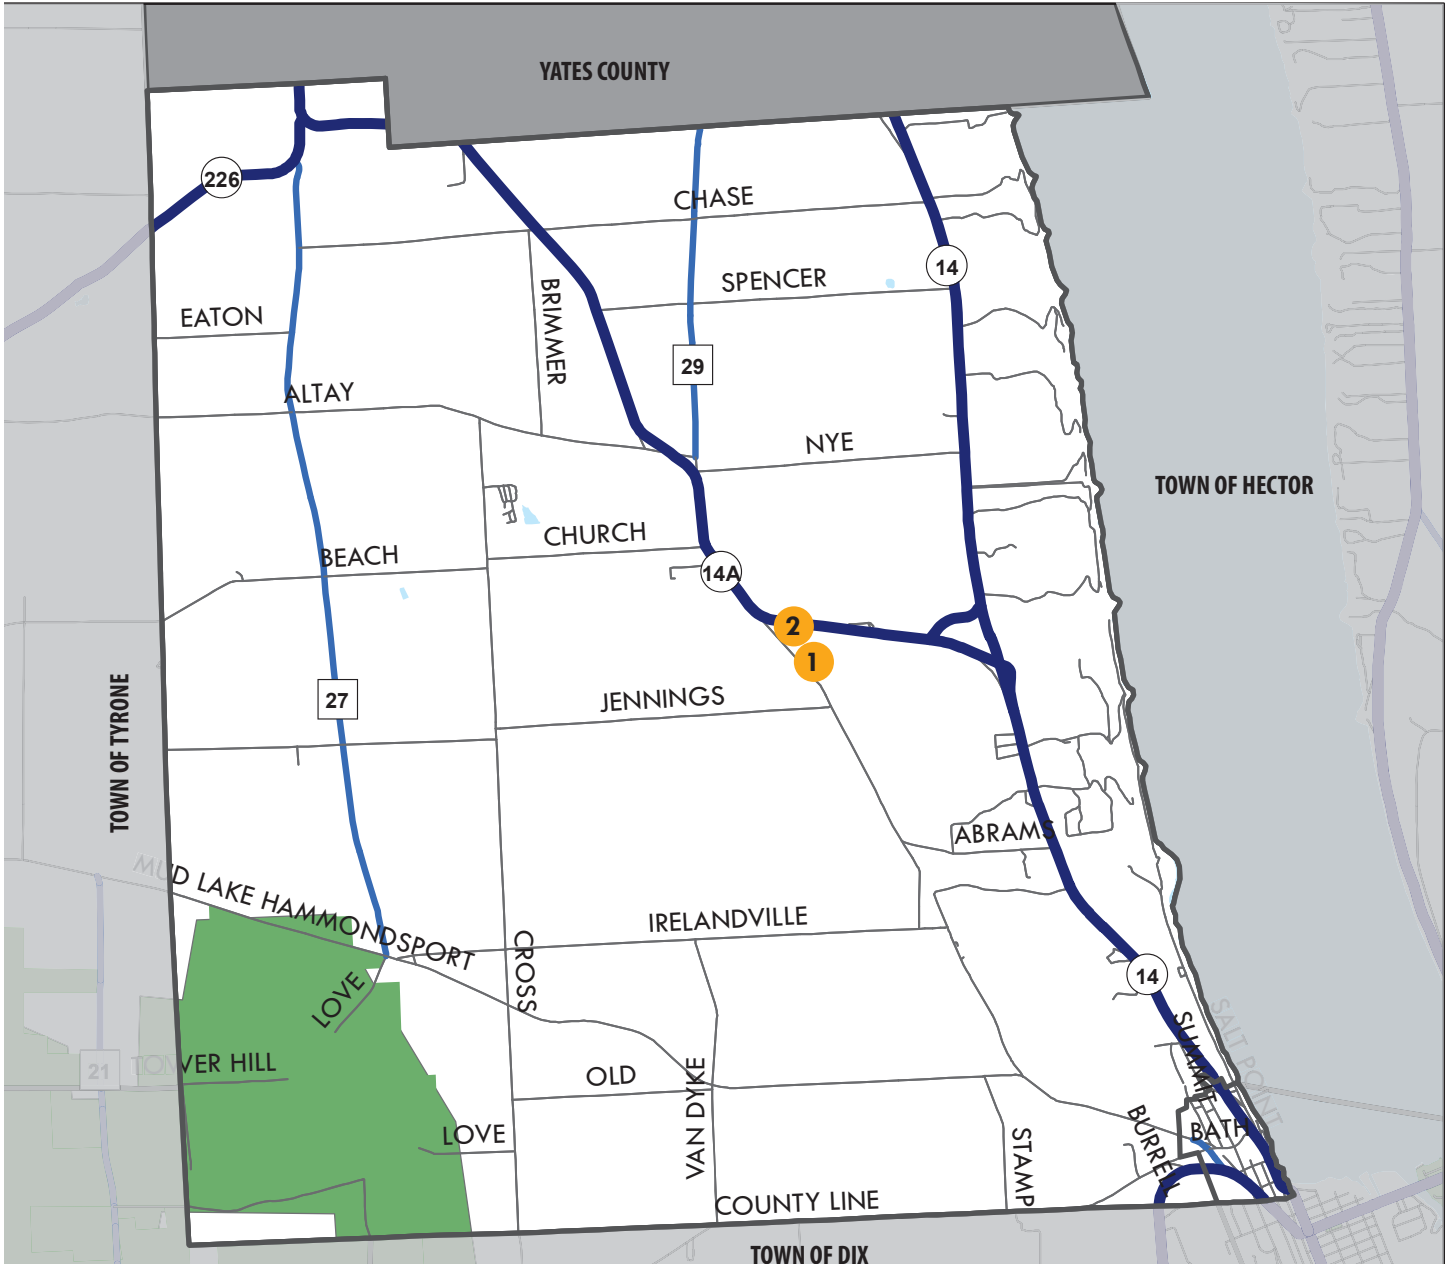 YATES COUNTY
226
CHASE
14
SPENCER
BRIMMER
EATON
29
ALTAY
NYE
TOWN OF HECTOR
CHURCH
BEACH
14A
2
1
JENNINGS
27
TOWN OF TYRONE
ABRAMS
MUD LAKE HAMMONDSPORT
IRELANDVILLE
CROSS
LOVE
14
SUMMIT
SALT POINT
21
TOWER HILL
OLD
VAN DYKE
LOVE
STAMP
BURRELL
BATH
COUNTY LINE
TOWN OF DIX